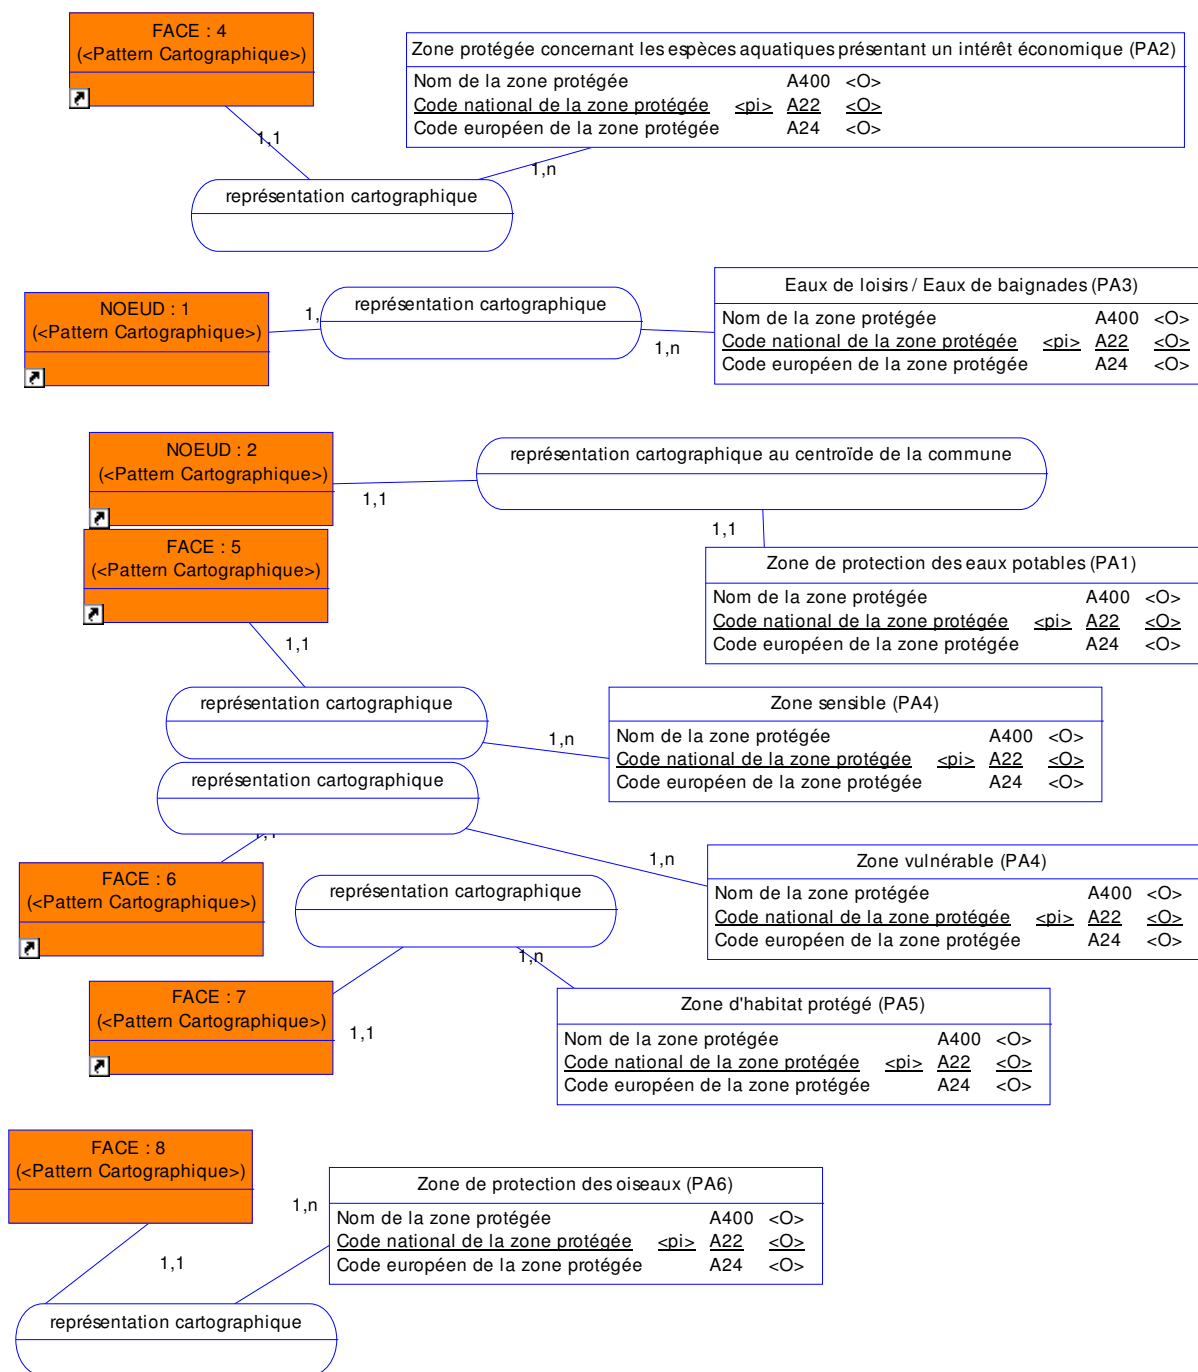 FACE : 4
(<Pattern Cartographique>)
Zone protégée concernant les espèces aquatiques présentant un intérêt économique (PA2)
Nom de la zone protégée A400 <O>
Code national de la zone protégée <pi> A22 <O>
Code européen de la zone protégée A24 <O>
1,1
1,n
représentation cartographique
NOEUD : 1
(<Pattern Cartographique>)
1,
représentation cartographique
1,n
Eaux de loisirs / Eaux de baignades (PA3)
Nom de la zone protégée A400 <O>
Code national de la zone protégée <pi> A22 <O>
Code européen de la zone protégée A24 <O>
NOEUD : 2
(<Pattern Cartographique>)
1,1
représentation cartographique au centroïde de la commune
1,1
Zone de protection des eaux potables (PA1)
Nom de la zone protégée A400 <O>
Code national de la zone protégée <pi> A22 <O>
Code européen de la zone protégée A24 <O>
FACE : 5
(<Pattern Cartographique>)
1,1
représentation cartographique
1,n
Zone sensible (PA4)
Nom de la zone protégée A400 <O>
Code national de la zone protégée <pi> A22 <O>
Code européen de la zone protégée A24 <O>
représentation cartographique
1,1
1,n
Zone vulnérable (PA4)
Nom de la zone protégée A400 <O>
Code national de la zone protégée <pi> A22 <O>
Code européen de la zone protégée A24 <O>
FACE : 6
(<Pattern Cartographique>)
représentation cartographique
1,n
FACE : 7
(<Pattern Cartographique>)
1,1
Zone d'habitat protégé (PA5)
Nom de la zone protégée A400 <O>
Code national de la zone protégée <pi> A22 <O>
Code européen de la zone protégée A24 <O>
FACE : 8
(<Pattern Cartographique>)
1,n
1,1
Zone de protection des oiseaux (PA6)
Nom de la zone protégée A400 <O>
Code national de la zone protégée <pi> A22 <O>
Code européen de la zone protégée A24 <O>
représentation cartographique